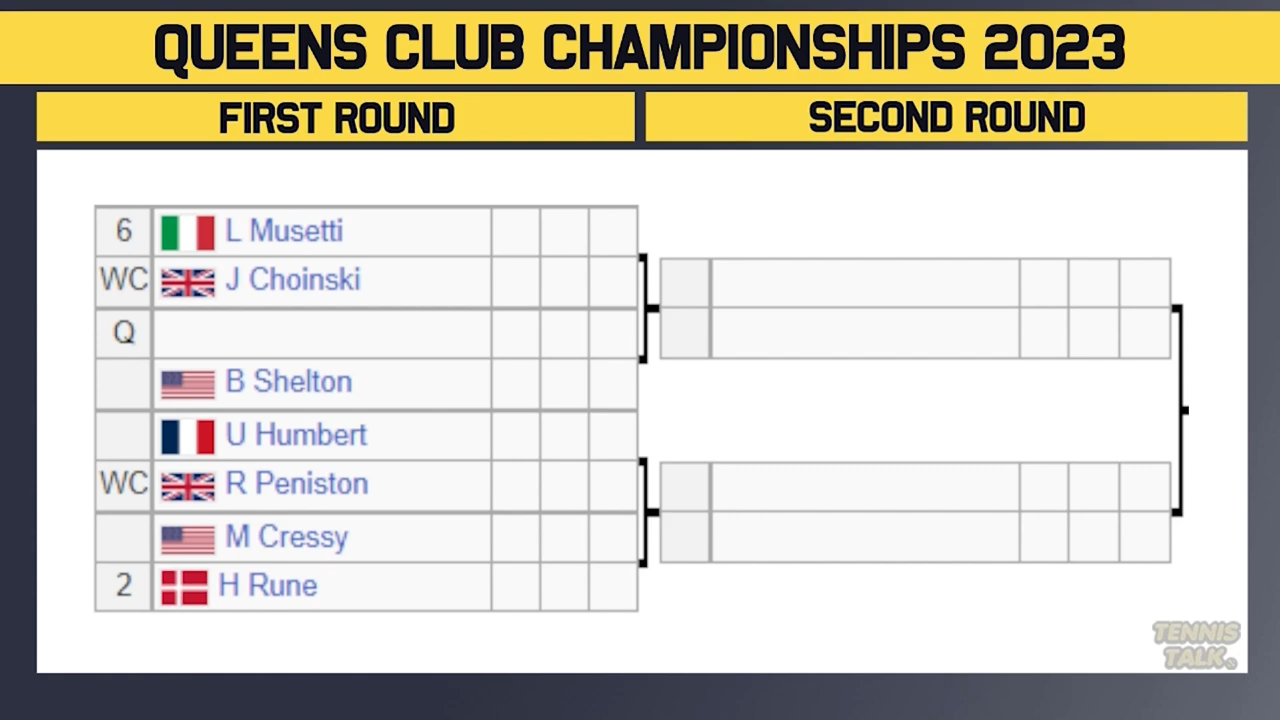 QUEENS CLUB CHAMPIONSHIPS 2023
FIRST ROUND
SECOND ROUND
6 L Musetti
WC J Choinski
Q
B Shelton
U Humbert
WC R Peniston
M Cressy
2 H Rune
TENNIS
TALK